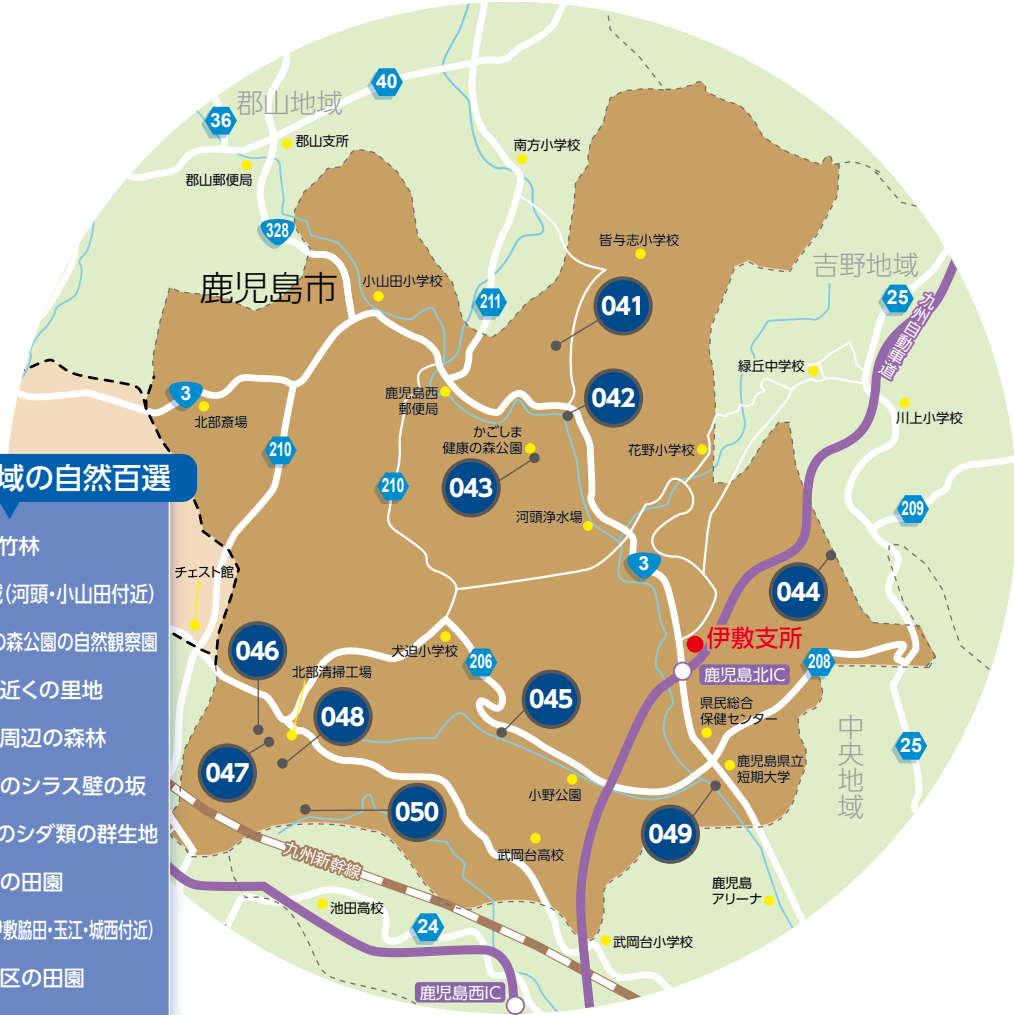 40
郡山地域
36
郡山支所
南方小学校
郡山郵便局
328
皆与志小学校
吉野地域
鹿児島市
小山田小学校
211
041
25
九州自動車道
緑丘中学校
3
鹿児島西
郵便局
042
川上小学校
北部斎場
かごしま
健康の森公園
花野小学校
210
域の自然百選
210
043
209
河頭浄水場
竹林
3
チェスト館
044
(河頭・小山田付近)
の森公園の自然観察園
伊敷支所
046
犬迫小学校
206
208
鹿児島北IC
近くの里地
北部清掃工場
045
県民総合
保健センター
048
周辺の森林
中央地域
25
047
鹿児島県立
短期大学
のシラス壁の坂
小野公園
050
049
のシダ類の群生地
九州新幹線
武岡台高校
の田園
鹿児島
アリーナ
池田高校
敷脇田・玉江・城西付近)
24
武岡台小学校
区の田園
鹿児島西IC